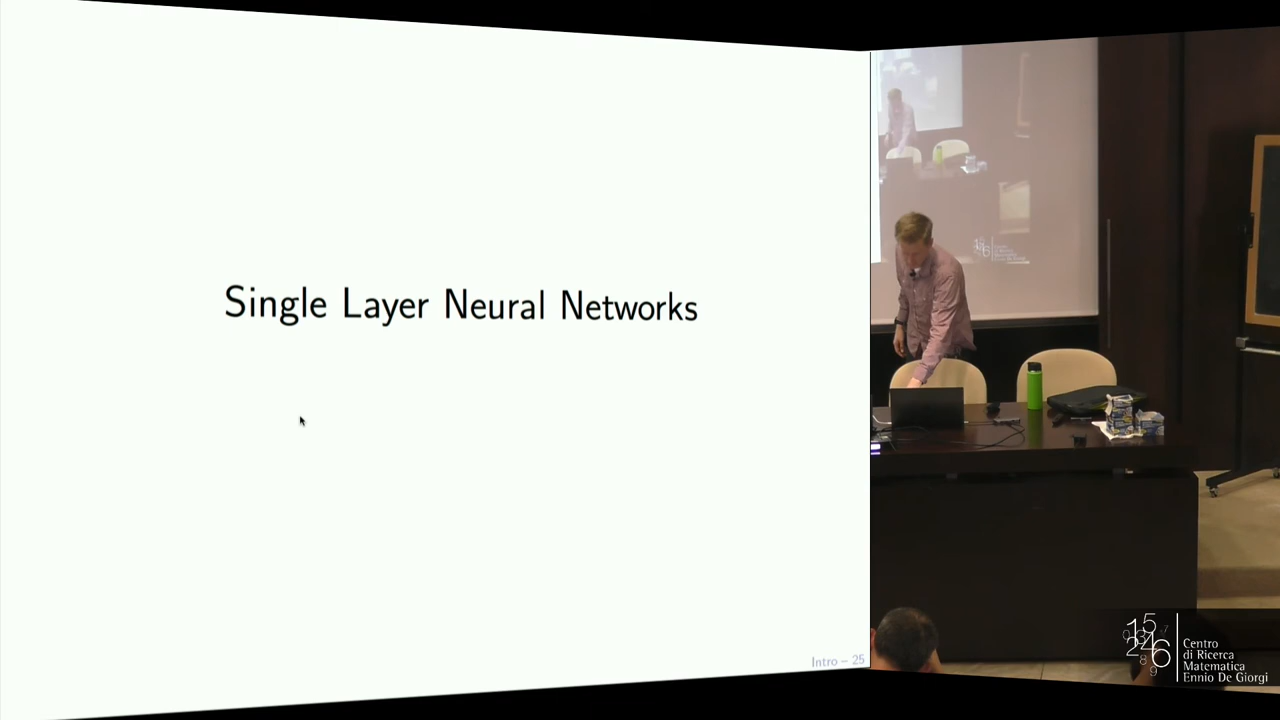 Single Layer Neural Networks
Intro – 25
Centro
di Ricerca
Matematica
Ennio De Giorgi